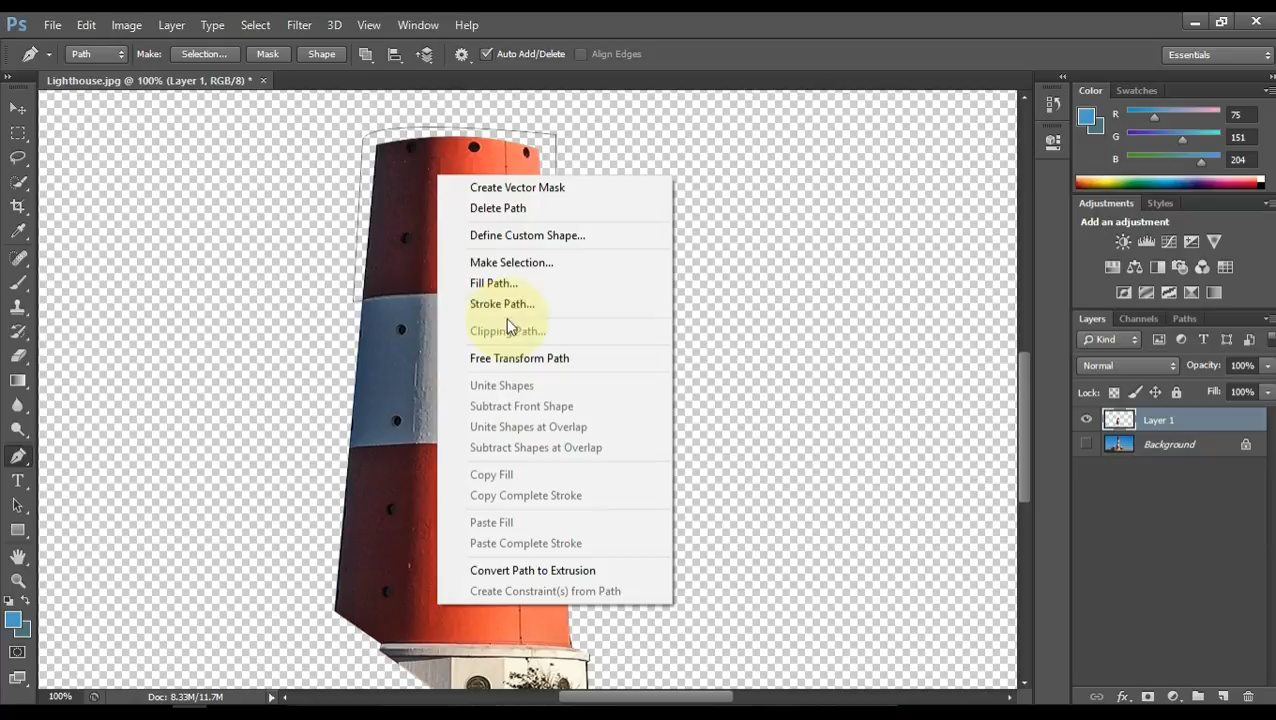 Ps File Edit Image Layer Type Select Filter 3D View Window Help
Path Make: Selection... Mask Shape Auto Add/Delete Align Edges Essentials
Lighthouse.jpg @ 100% (Layer 1, RGB/8) * ×
Color Swatches
R 75
G 151
B 204
Adjustments Styles
Add an adjustment
Layers Channels Paths
Kind
Normal Opacity: 100%
Lock: Fill: 100%
Layer 1
Background
Create Vector Mask
Delete Path
Define Custom Shape...
Make Selection...
Fill Path...
Stroke Path...
Clipping Path...
Free Transform Path
Unite Shapes
Subtract Front Shape
Unite Shapes at Overlap
Subtract Shapes at Overlap
Copy Fill
Copy Complete Stroke
Paste Fill
Paste Complete Stroke
Convert Path to Extrusion
Create Constraint(s) from Path
100% Doc: 8.33M/11.7M